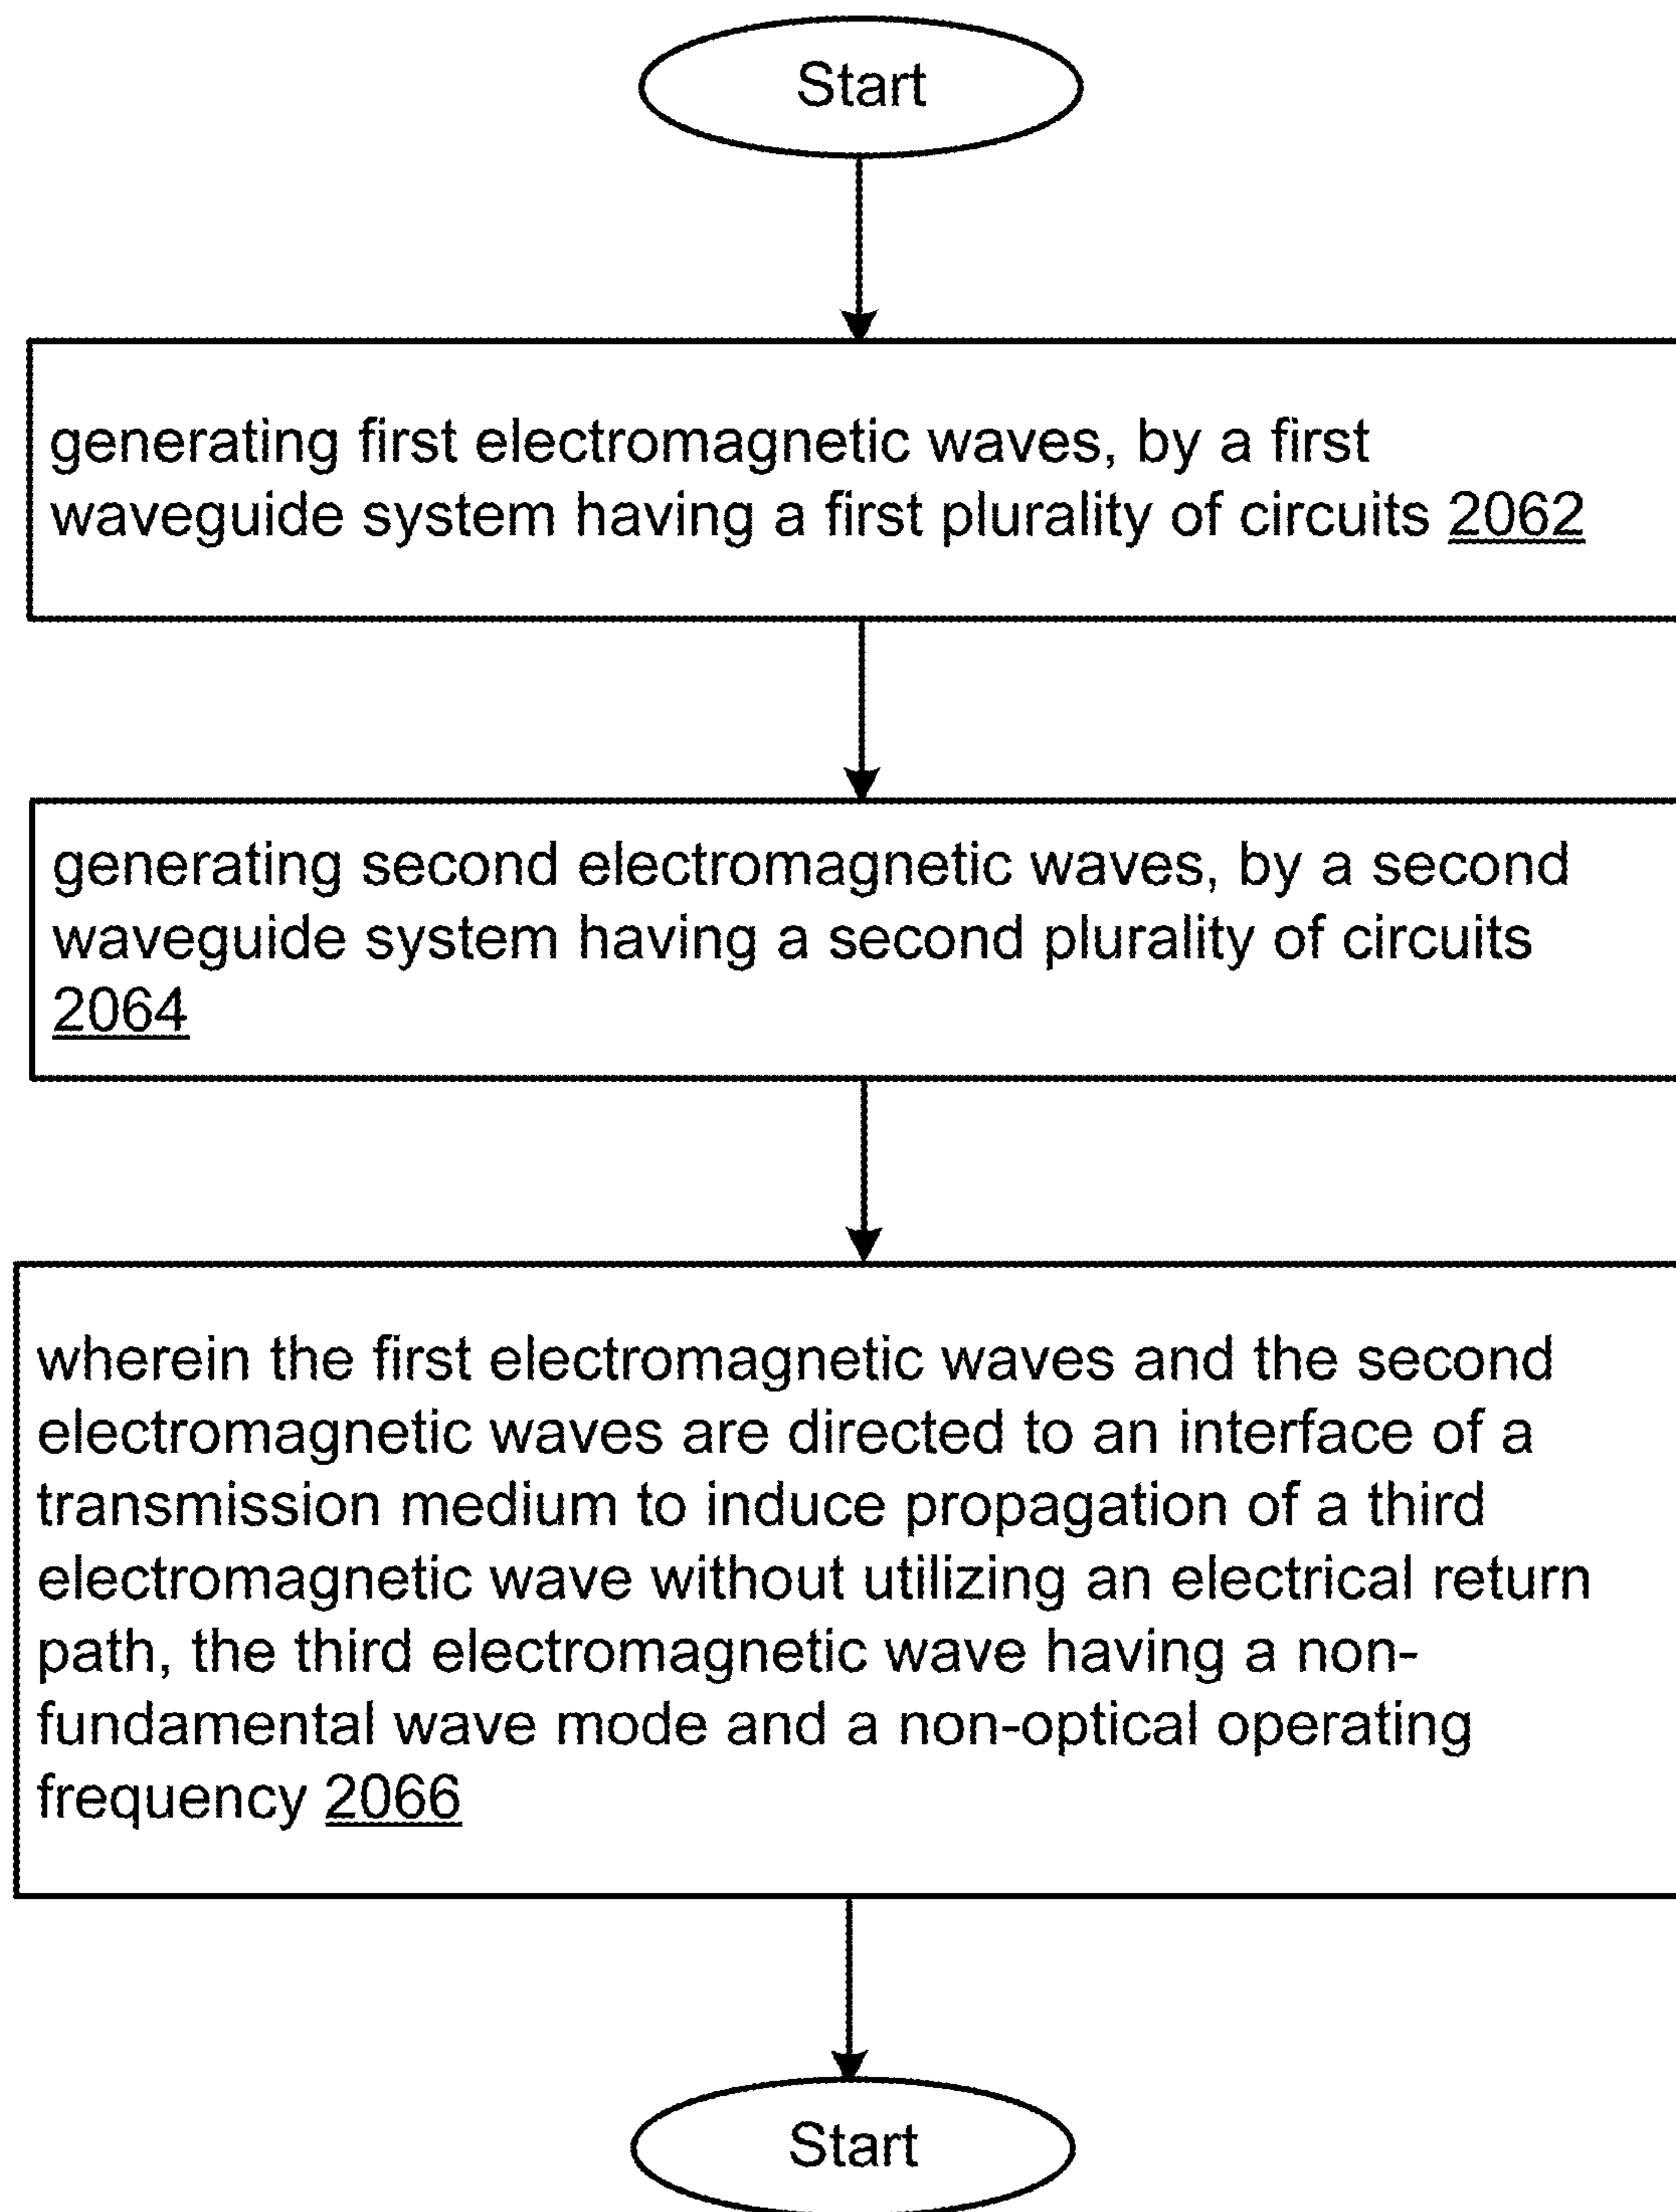 Start
generating first electromagnetic waves, by a first
waveguide system having a first plurality of circuits 2062
generating second electromagnetic waves, by a second
waveguide system having a second plurality of circuits
2064
wherein the first electromagnetic waves and the second
electromagnetic waves are directed to an interface of a
transmission medium to induce propagation of a third
electromagnetic wave without utilizing an electrical return
path, the third electromagnetic wave having a non-
fundamental wave mode and a non-optical operating
frequency 2066
Start